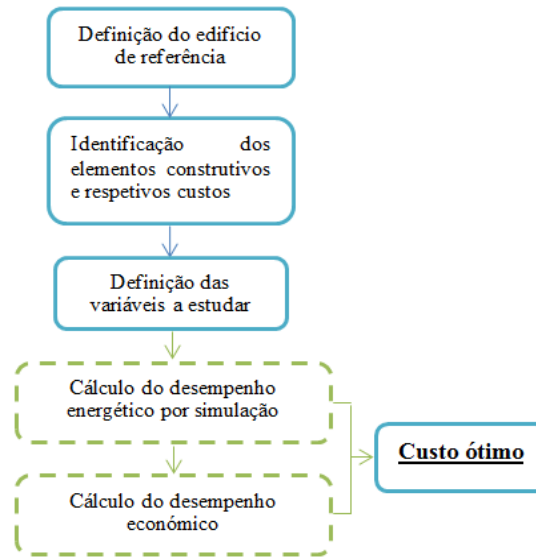 Definição do edifício
de referência
Identificação dos
elementos construtivos
e respetivos custos
Definição das
variáveis a estudar
Cálculo do desempenho
energético por simulação
Custo ótimo
Cálculo do desempenho
económico